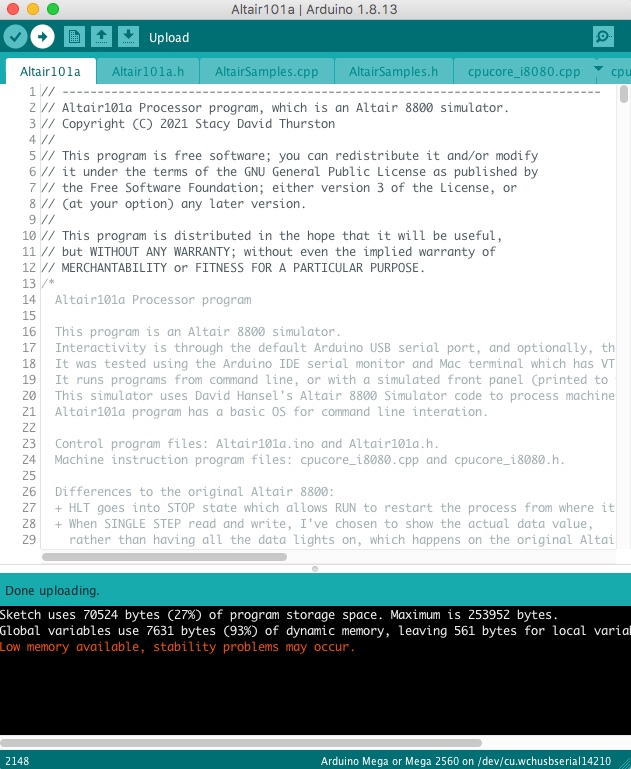 Altair101a | Arduino 1.8.13
Upload
Altair101a Altair101a.h AltairSamples.cpp AltairSamples.h cpucore_i8080.cpp cpu
1 // --------------------------------------------------------------------------
2 // Altair101a Processor program, which is an Altair 8800 simulator.
3 // Copyright (C) 2021 Stacy David Thurston
4 //
5 // This program is free software; you can redistribute it and/or modify
6 // it under the terms of the GNU General Public License as published by
7 // the Free Software Foundation; either version 3 of the License, or
8 // (at your option) any later version.
9 //
10 // This program is distributed in the hope that it will be useful,
11 // but WITHOUT ANY WARRANTY; without even the implied warranty of
12 // MERCHANTABILITY or FITNESS FOR A PARTICULAR PURPOSE.
13 /*
14 Altair101a Processor program
15
16 This program is an Altair 8800 simulator.
17 Interactivity is through the default Arduino USB serial port, and optionally, th
18 It was tested using the Arduino IDE serial monitor and Mac terminal which has VT
19 It runs programs from command line, or with a simulated front panel (printed to
20 This simulator uses David Hansel's Altair 8800 Simulator code to process machine
21 Altair101a program has a basic OS for command line interation.
22
23 Control program files: Altair101a.ino and Altair101a.h.
24 Machine instruction program files: cpucore_i8080.cpp and cpucore_i8080.h.
25
26 Differences to the original Altair 8800:
27 + HLT goes into STOP state which allows RUN to restart the process from where it
28 + When SINGLE STEP read and write, I've chosen to show the actual data value,
29 rather than having all the data lights on, which happens on the original Altai
Done uploading.
Sketch uses 70524 bytes (27%) of program storage space. Maximum is 253952 bytes.
Global variables use 7631 bytes (93%) of dynamic memory, leaving 561 bytes for local varia
Low memory available, stability problems may occur.
2148 Arduino Mega or Mega 2560 on /dev/cu.wchusbserial14210